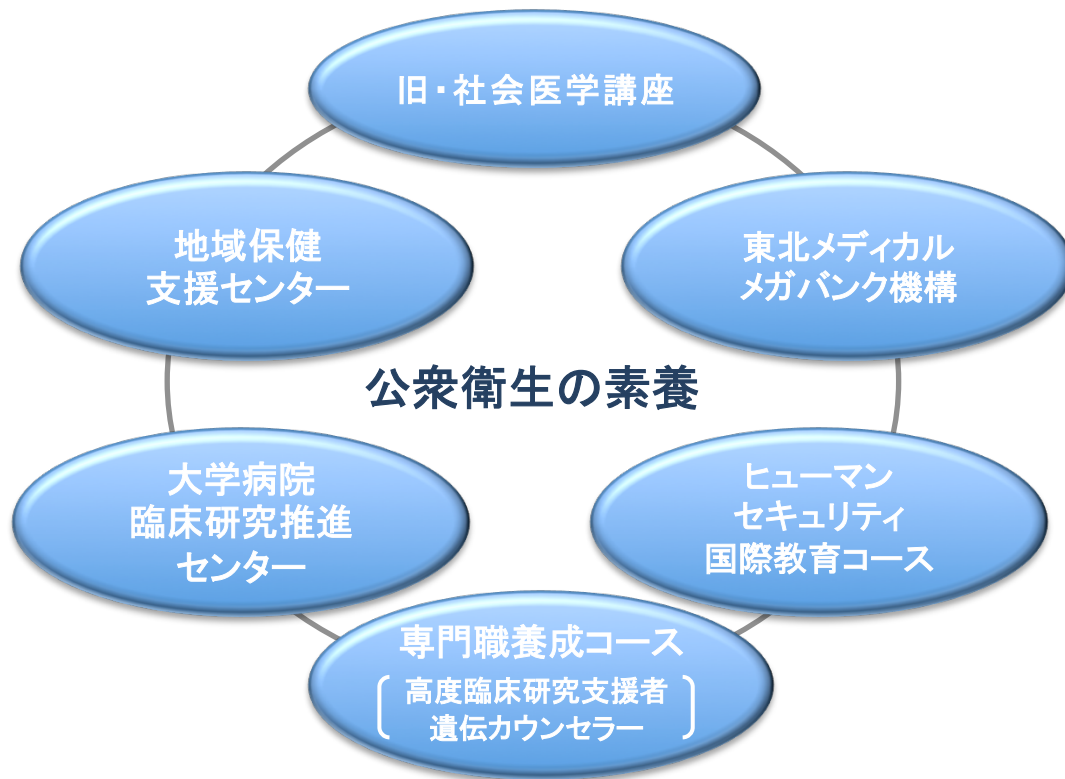 旧・社会医学講座
地域保健
支援センター
東北メディカル
メガバンク機構
公衆衛生の素養
大学病院
臨床研究推進
センター
ヒューマン
セキュリティ
国際教育コース
専門職養成コース
高度臨床研究支援者
遺伝カウンセラー